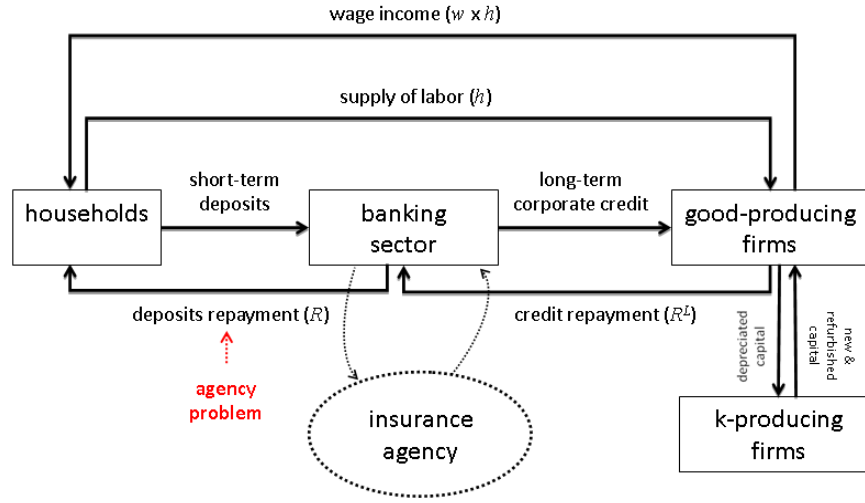 wage income (w x h)
supply of labor (h)
households
short-term
deposits
banking
sector
long-term
corporate credit
good-producing
firms
deposits repayment (R)
credit repayment (R^L)
agency
problem
insurance
agency
depreciated
capital
new &
refurbished
capital
k-producing
firms